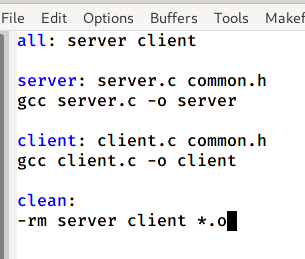 File Edit Options Buffers Tools Makef
all: server client
server: server.c common.h
gcc server.c -o server
client: client.c common.h
gcc client.c -o client
clean:
-rm server client *.o